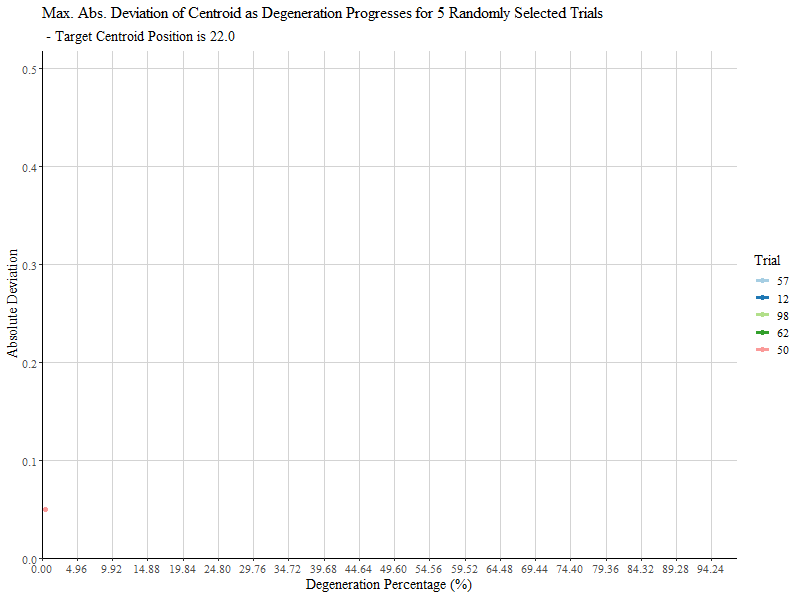 Max. Abs. Deviation of Centroid as Degeneration Progresses for 5 Randomly Selected Trials
- Target Centroid Position is 22.0
0.5
0.4
0.3
0.2
0.1
0.0
Absolute Deviation
0.00 4.96 9.92 14.88 19.84 24.80 29.76 34.72 39.68 44.64 49.60 54.56 59.52 64.48 69.44 74.40 79.36 84.32 89.28 94.24
Degeneration Percentage (%)
Trial
57
12
98
62
50